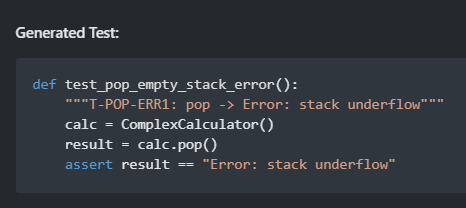 Generated Test:
def test_pop_empty_stack_error():
    """T-POP-ERR1: pop -> Error: stack underflow"""
    calc = ComplexCalculator()
    result = calc.pop()
    assert result == "Error: stack underflow"